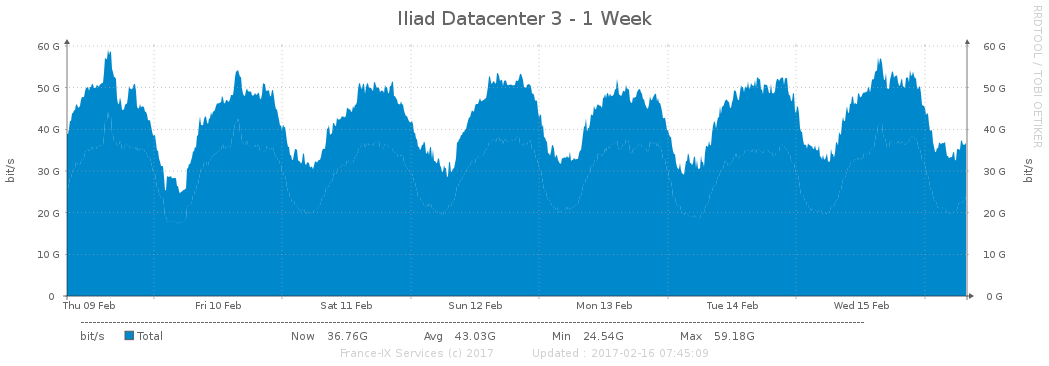 Iliad Datacenter 3 - 1 Week
RRDTOOL / TOBI OETIKER
bit/s
60 G
50 G
40 G
30 G
20 G
10 G
0
60 G
50 G
40 G
30 G
20 G
10 G
0 G
bit/s
Thu 09 Feb Fri 10 Feb Sat 11 Feb Sun 12 Feb Mon 13 Feb Tue 14 Feb Wed 15 Feb
bit/s Total Now 36.76G Avg 43.03G Min 24.54G Max 59.18G
France-IX Services (c) 2017 Updated : 2017-02-16 07:45:09